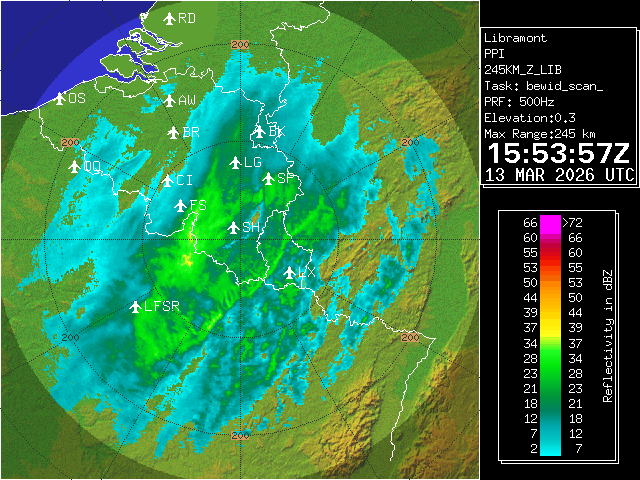 RD
200
OS
AW
BR
BK
200
200
QQ
LG
CI
SP
FS
SH
LX
LFSR
200
200
200
Libramont
PPI
245KM_Z_LIB
Task: bewid_scan_
PRF: 500Hz
Elevation:0.3
Max Range:245 km
15:53:57Z
13 MAR 2026 UTC
66 >72
60 66
55 60
53 55
50 53
44 50
39 44
37 39
34 37
28 34
23 28
21 23
18 21
12 18
7 12
2 7
Reflectivity in dBZ